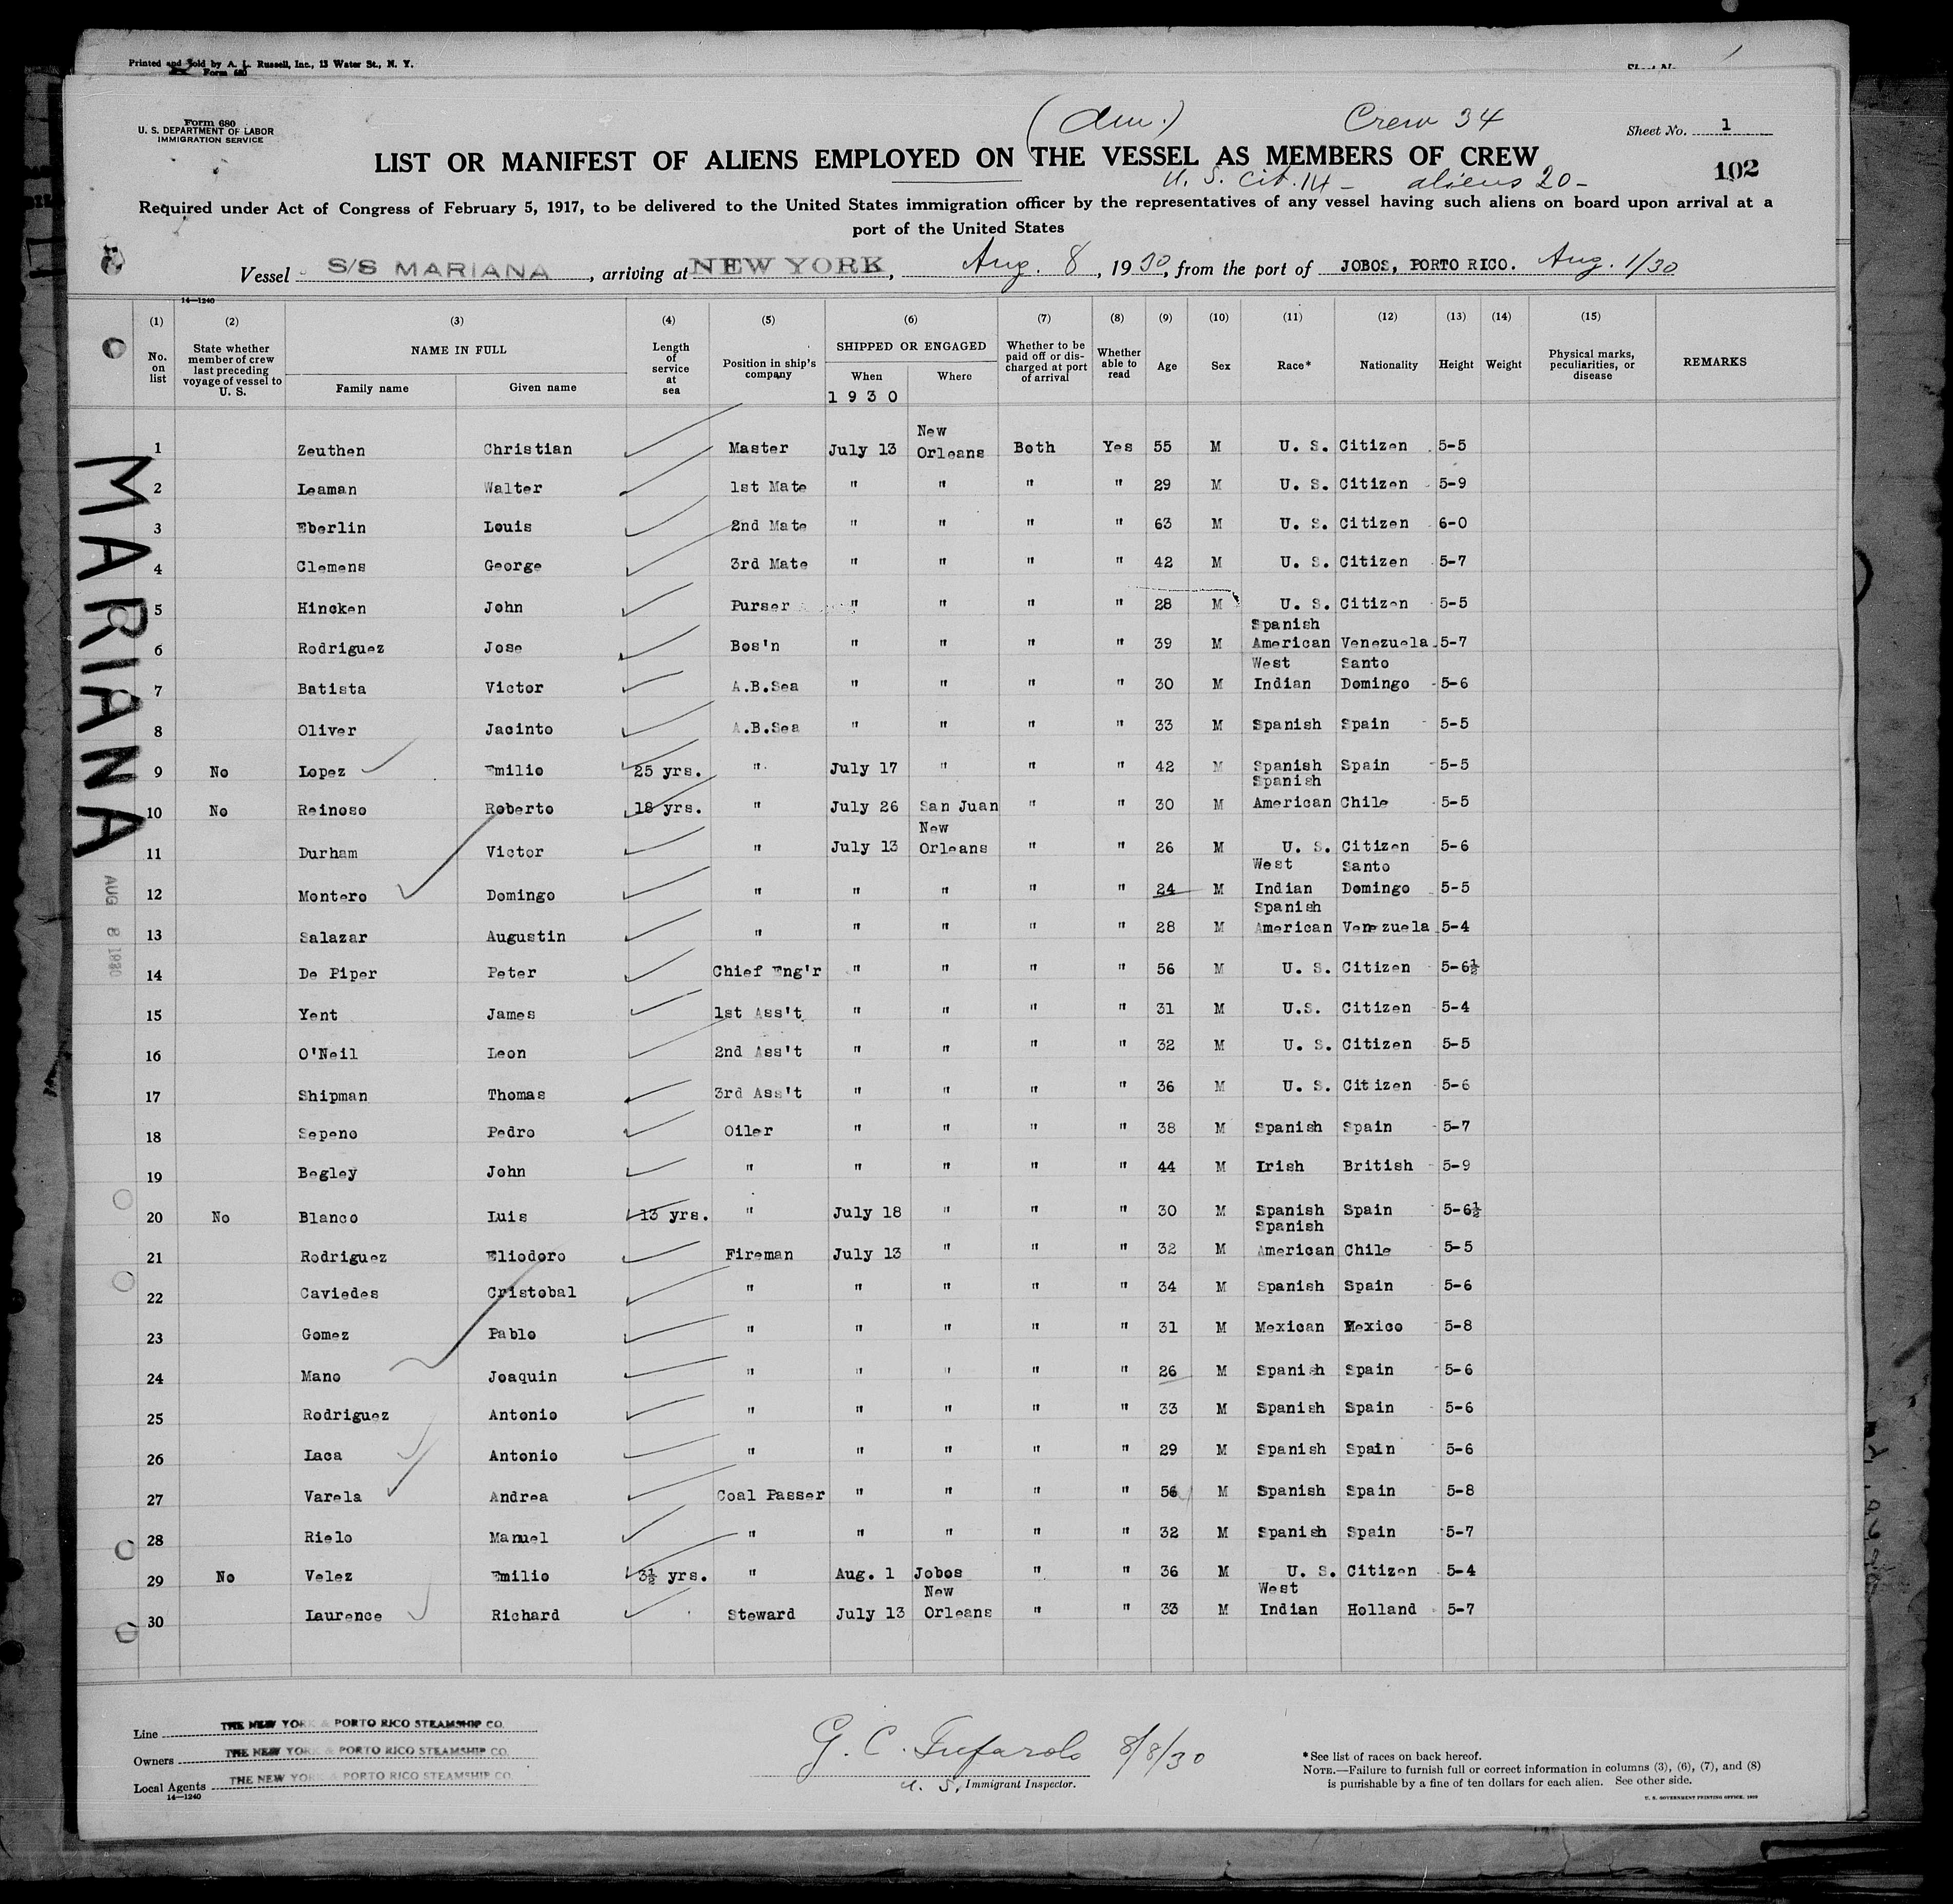 Printed and Sold by A. L. Russell, Inc., 13 Water St., N. Y.
Form 680
Form 680
U. S. DEPARTMENT OF LABOR
IMMIGRATION SERVICE
(Am.)
Crew 34
Sheet No. 1
LIST OR MANIFEST OF ALIENS EMPLOYED ON THE VESSEL AS MEMBERS OF CREW
102
U. S. Cit. 14 - aliens 20 -
Required under Act of Congress of February 5, 1917, to be delivered to the United States immigration officer by the representatives of any vessel having such aliens on board upon arrival at a
port of the United States
Vessel S/S MARIANA, arriving at NEW YORK, Aug. 8, 1930, from the port of JOBOS, PORTO RICO. Aug. 1/30
14—1240
(1) (2) (3) (4) (5) (6) (7) (8) (9) (10) (11) (12) (13) (14) (15)
No. on list
State whether member of crew last preceding voyage of vessel to U. S.
NAME IN FULL
Family name Given name
Length of service at sea
Position in ship's company
SHIPPED OR ENGAGED
When Where
1930
Whether to be paid off or discharged at port of arrival
Whether able to read
Age Sex Race* Nationality Height Weight
Physical marks, peculiarities, or disease
REMARKS
1 Zeuthen Christian Master July 13 New Orleans Both Yes 55 M U. S. Citizen 5-5
2 Leaman Walter 1st Mate " " " " 29 M U. S. Citizen 5-9
3 Eberlin Louis 2nd Mate " " " " 63 M U. S. Citizen 6-0
4 Clemens George 3rd Mate " " " " 42 M U. S. Citizen 5-7
5 Hincken John Purser " " " " 28 M U. S. Citizen 5-5
6 Rodriguez Jose Bos'n " " " " 39 M Spanish American Venezuela 5-7
7 Batista Victor A.B.Sea " " " " 30 M West Indian Santo Domingo 5-6
8 Oliver Jacinto A.B.Sea " " " " 33 M Spanish Spain 5-5
9 No Lopez Emilio 25 yrs. " July 17 " " " 42 M Spanish Spain 5-5
10 No Reinoso Roberto 18 yrs. " July 26 San Juan " " 30 M Spanish American Chile 5-5
11 Durham Victor " July 13 New Orleans " " 26 M U. S. Citizen 5-6
12 Montero Domingo " " " " " 24 M West Indian Santo Domingo 5-5
13 Salazar Augustin " " " " " 28 M Spanish American Venezuela 5-4
14 De Piper Peter Chief Eng'r " " " " 56 M U. S. Citizen 5-6½
15 Yent James 1st Ass't " " " " 31 M U.S. Citizen 5-4
16 O'Neil Leon 2nd Ass't " " " " 32 M U. S. Citizen 5-5
17 Shipman Thomas 3rd Ass't " " " " 36 M U. S. Citizen 5-6
18 Sepeno Pedro Oiler " " " " 38 M Spanish Spain 5-7
19 Begley John " " " " " 44 M Irish British 5-9
20 No Blanco Luis 13 yrs. " July 18 " " " 30 M Spanish Spain 5-6½
21 Rodriguez Eliodoro Fireman July 13 " " " 32 M Spanish American Chile 5-5
22 Caviedes Cristobal " " " " " 34 M Spanish Spain 5-6
23 Gomez Pablo " " " " " 31 M Mexican Mexico 5-8
24 Mano Joaquin " " " " " 26 M Spanish Spain 5-6
25 Rodriguez Antonio " " " " " 33 M Spanish Spain 5-6
26 Laca Antonio " " " " " 29 M Spanish Spain 5-6
27 Varela Andrea Coal Passer " " " " 56 M Spanish Spain 5-8
28 Rielo Manuel " " " " " 32 M Spanish Spain 5-7
29 No Velez Emilio 3½ yrs. " Aug. 1 Jobos " " 36 M U. S. Citizen 5-4
30 Laurence Richard Steward July 13 New Orleans " " 33 M West Indian Holland 5-7
MARIANA
AUG 8 1930
Line THE NEW YORK & PORTO RICO STEAMSHIP CO.
Owners THE NEW YORK & PORTO RICO STEAMSHIP CO.
Local Agents THE NEW YORK & PORTO RICO STEAMSHIP CO.
14—1240
G. C. Tufarolo 8/8/30
U. S. Immigrant Inspector.
*See list of races on back hereof.
NOTE.—Failure to furnish full or correct information in columns (3), (6), (7), and (8)
is punishable by a fine of ten dollars for each alien. See other side.
U. S. GOVERNMENT PRINTING OFFICE